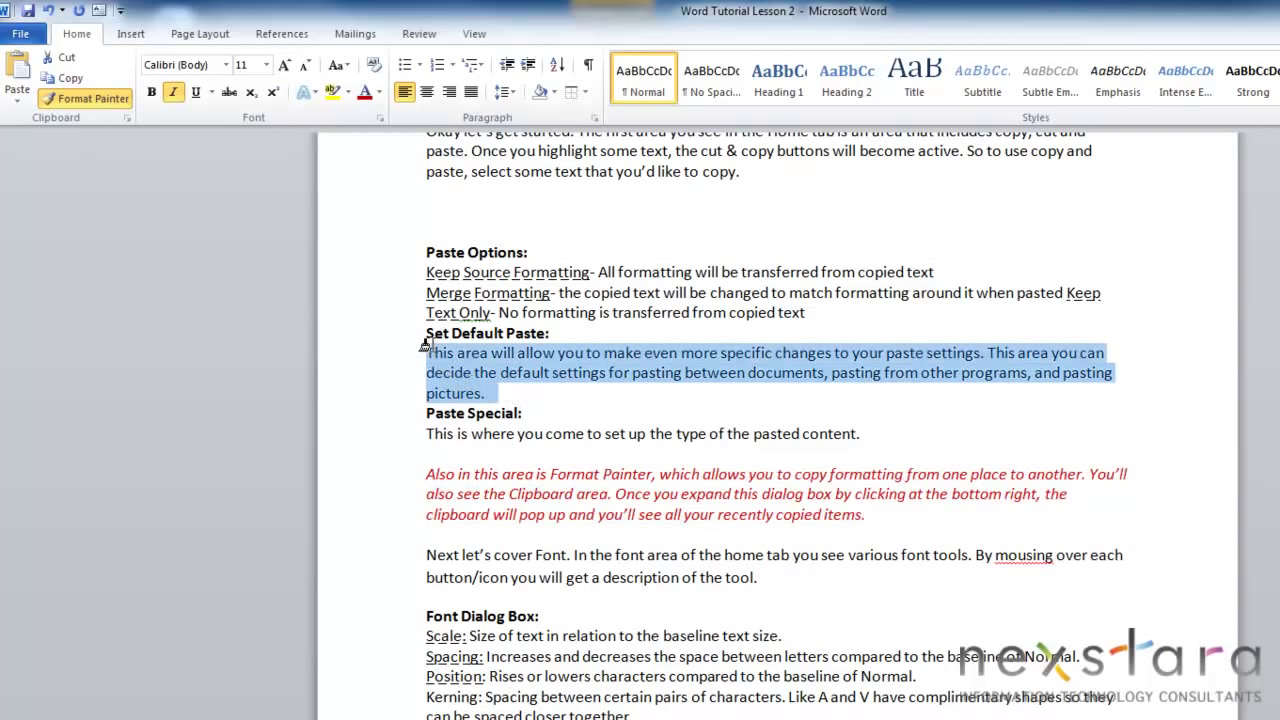 Word Tutorial Lesson 2 - Microsoft Word
File Home Insert Page Layout References Mailings Review View
Cut
Copy
Paste
Format Painter
Calibri (Body) 11
B I U abc x₂ x² A ab A
AaBbCcDc AaBbCcDc AaBbC AaBbCc AaB AaBbCc. AaBbCcDc AaBbCcDc AaBbCcDc AaBbCcDc
¶ Normal ¶ No Spaci... Heading 1 Heading 2 Title Subtitle Subtle Em... Emphasis Intense E... Strong
Clipboard Font Paragraph Styles
Okay let's get started. The first area you see in the Home tab is an area that includes copy, cut and
paste. Once you highlight some text, the cut & copy buttons will become active. So to use copy and
paste, select some text that you'd like to copy.
Paste Options:
Keep Source Formatting- All formatting will be transferred from copied text
Merge Formatting- the copied text will be changed to match formatting around it when pasted Keep
Text Only- No formatting is transferred from copied text
Set Default Paste:
This area will allow you to make even more specific changes to your paste settings. This area you can
decide the default settings for pasting between documents, pasting from other programs, and pasting
pictures.
Paste Special:
This is where you come to set up the type of the pasted content.
Also in this area is Format Painter, which allows you to copy formatting from one place to another. You'll
also see the Clipboard area. Once you expand this dialog box by clicking at the bottom right, the
clipboard will pop up and you'll see all your recently copied items.
Next let's cover Font. In the font area of the home tab you see various font tools. By mousing over each
button/icon you will get a description of the tool.
Font Dialog Box:
Scale: Size of text in relation to the baseline text size.
Spacing: Increases and decreases the space between letters compared to the baseline of Normal.
Position: Rises or lowers characters compared to the baseline of Normal.
Kerning: Spacing between certain pairs of characters. Like A and V have complimentary shapes so they
can be spaced closer together
nexstara
INFORMATION TECHNOLOGY CONSULTANTS